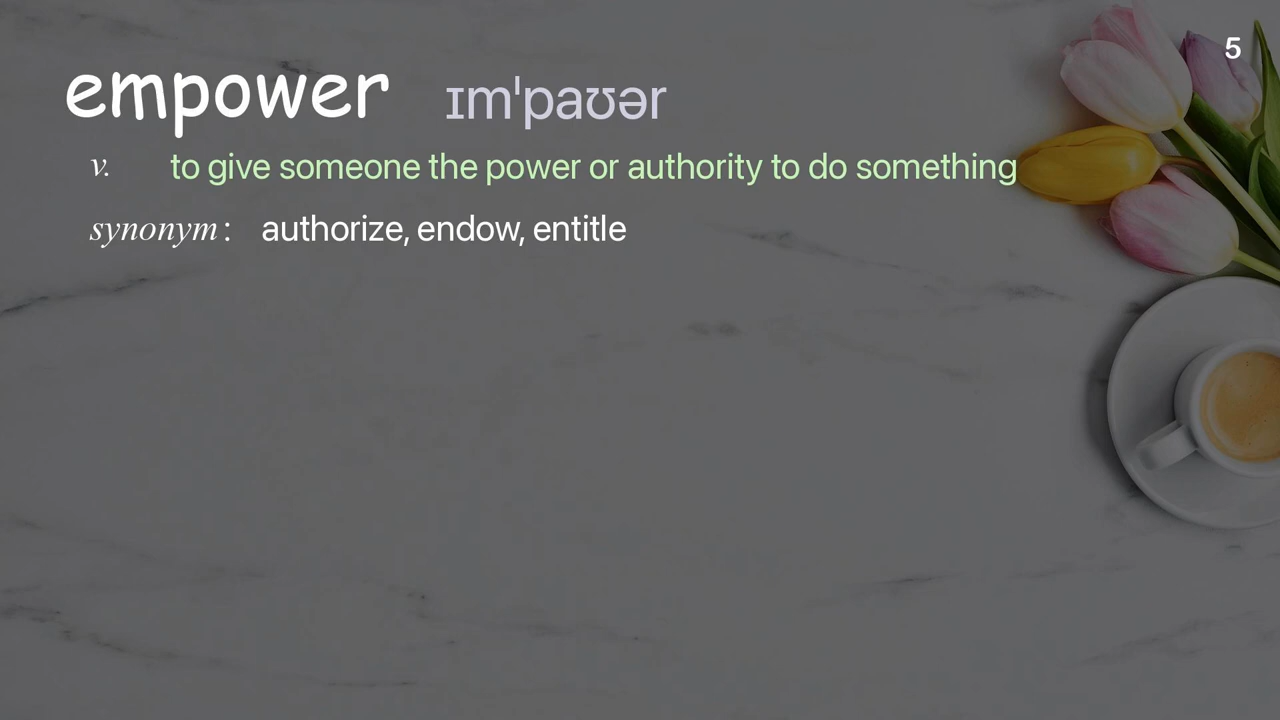 5
empower ɪmˈpaʊər
v. to give someone the power or authority to do something
synonym : authorize, endow, entitle